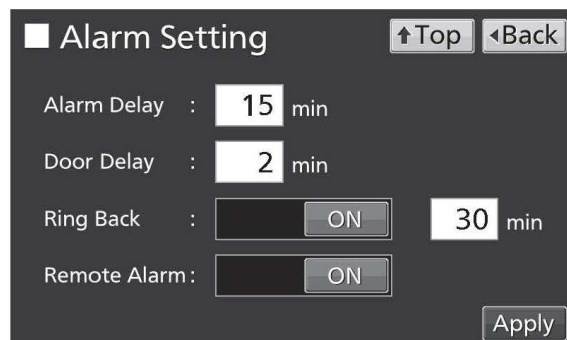 ■ Alarm Setting ↑Top ◂Back
Alarm Delay : 15 min
Door Delay : 2 min
Ring Back : ON 30 min
Remote Alarm: ON
Apply